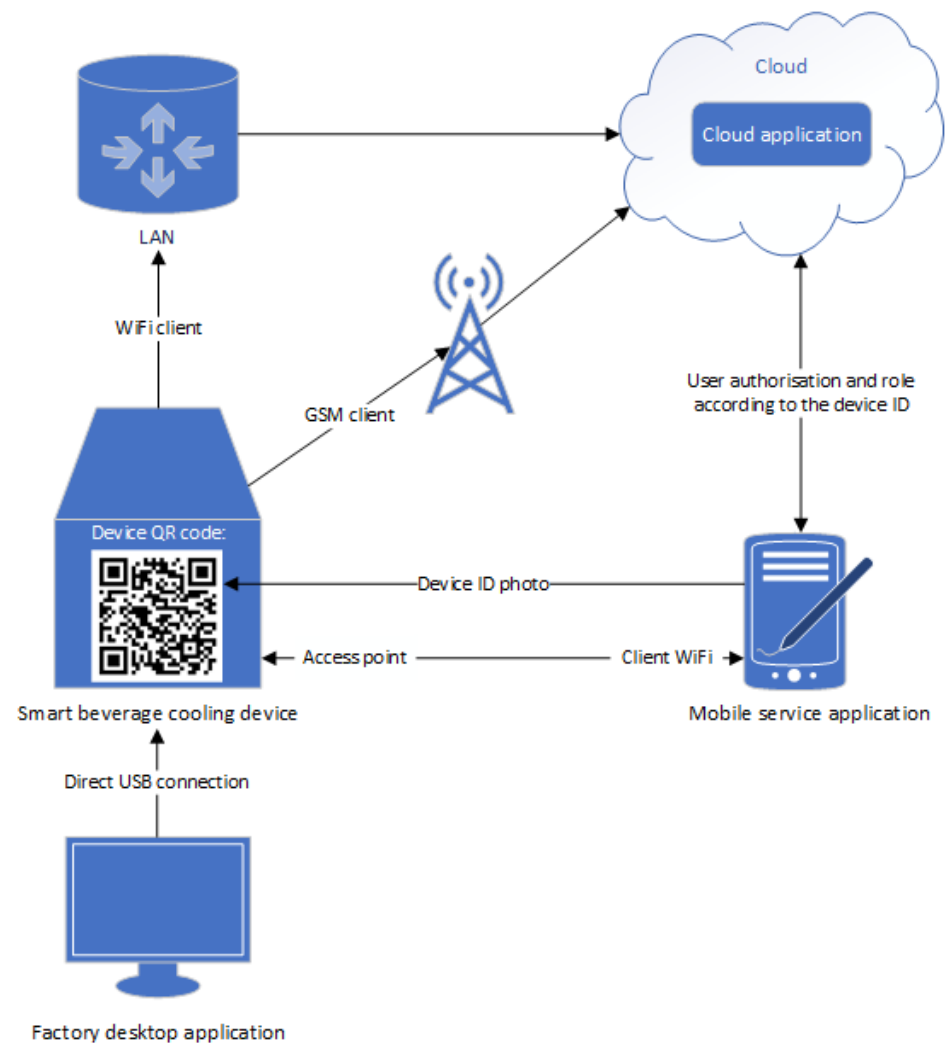 Cloud
Cloud application
LAN
WiFi client
GSM client
User authorisation and role
according to the device ID
Device QR code:
Device ID photo
Access point
Client WiFi
Smart beverage cooling device
Mobile service application
Direct USB connection
Factory desktop application